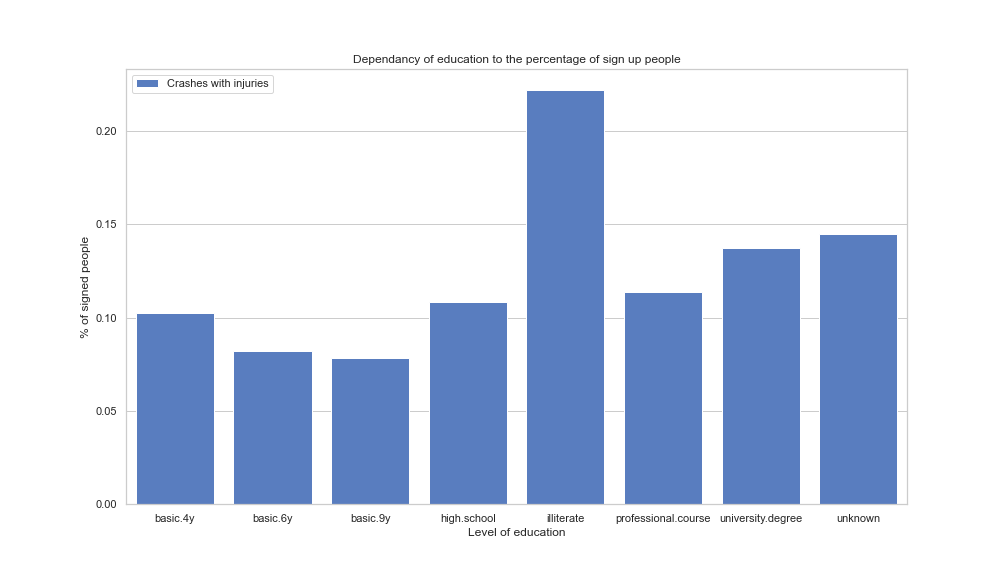 Dependancy of education to the percentage of sign up people
Crashes with injuries
% of signed people
0.20
0.15
0.10
0.05
0.00
basic.4y basic.6y basic.9y high.school illiterate professional.course university.degree unknown
Level of education